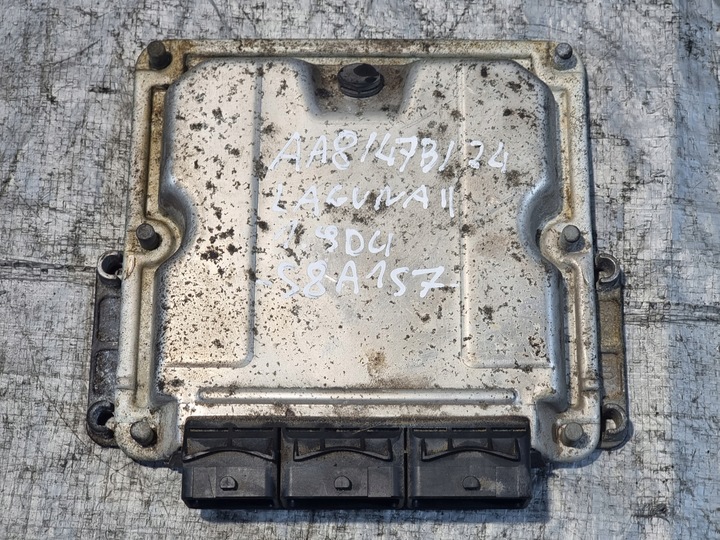 AA8147B124
LAGUNA II
1.9DCI
S8A157